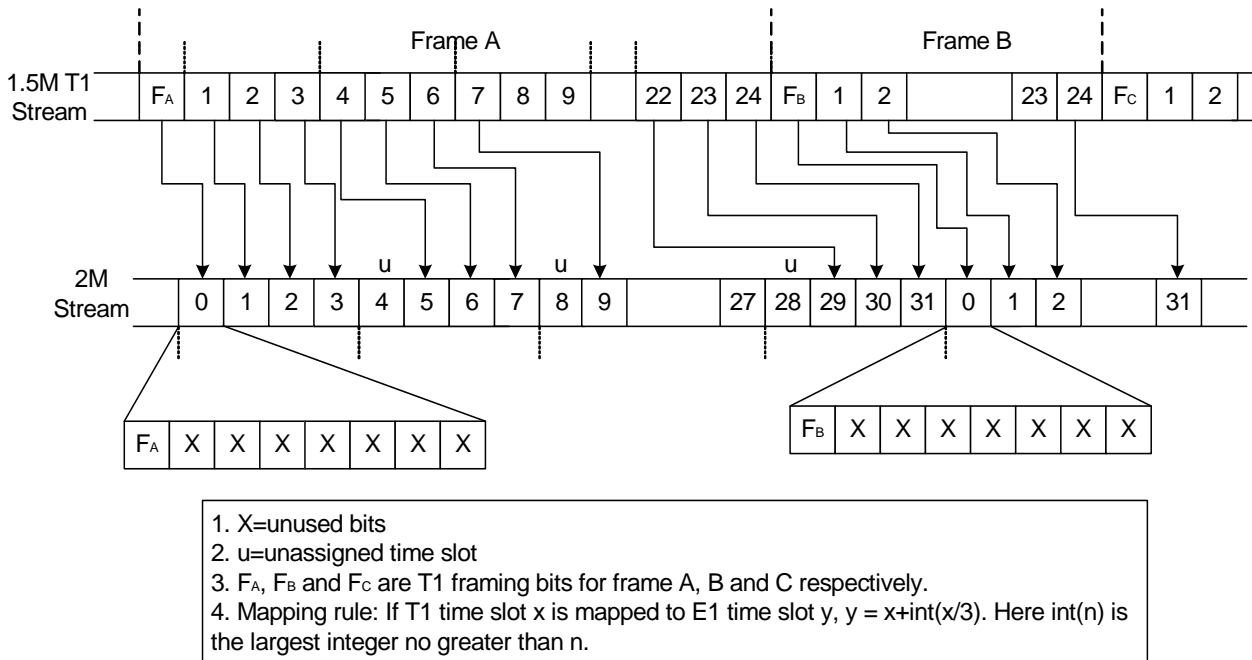 Frame A
Frame B
1.5M T1
Stream
FA 1 2 3 4 5 6 7 8 9 22 23 24 FB 1 2 23 24 FC 1 2
u u u
2M
Stream
0 1 2 3 4 5 6 7 8 9 27 28 29 30 31 0 1 2 31
FA X X X X X X X
FB X X X X X X X
1. X=unused bits
2. u=unassigned time slot
3. FA, FB and FC are T1 framing bits for frame A, B and C respectively.
4. Mapping rule: If T1 time slot x is mapped to E1 time slot y, y = x+int(x/3). Here int(n) is
the largest integer no greater than n.